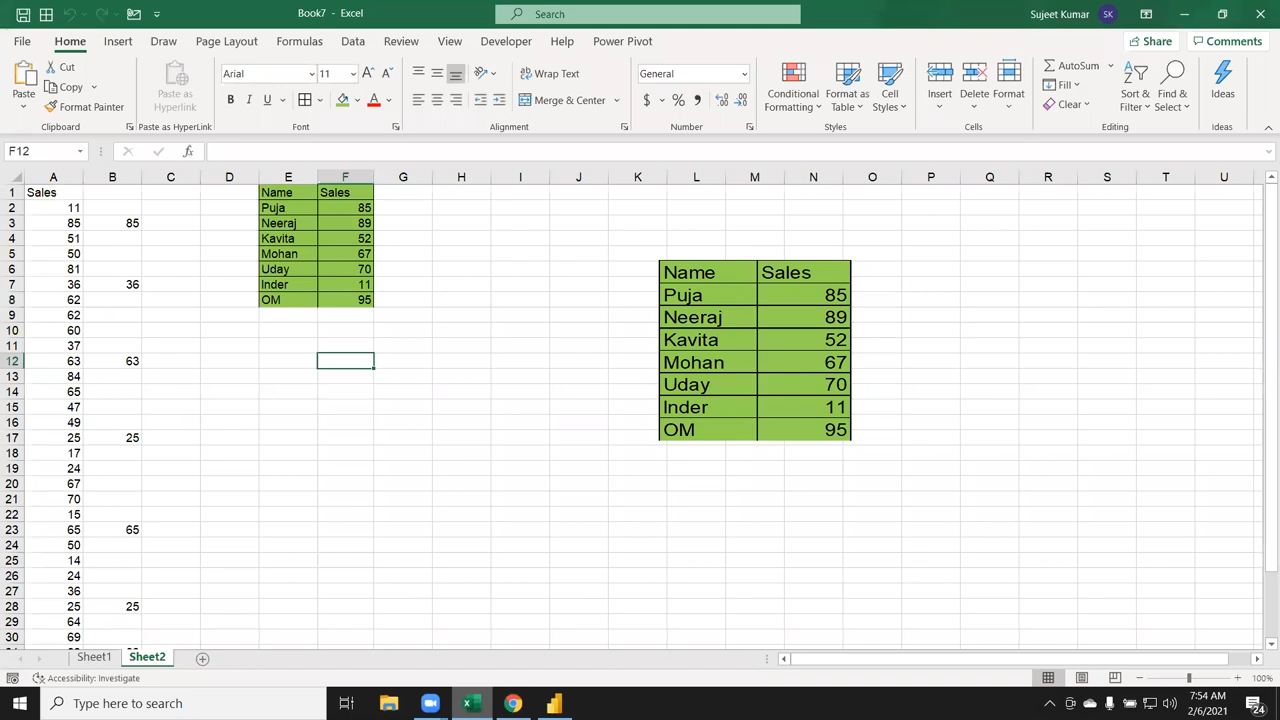 Book7 - Excel
Search
Sujeet Kumar SK
File Home Insert Draw Page Layout Formulas Data Review View Developer Help Power Pivot Share Comments
Paste Cut Copy Format Painter
Paste as Hyperlink
Arial 11
B I U A
Wrap Text
Merge & Center
General
$ % ,
Conditional Formatting Format as Table Cell Styles
Insert Delete Format
AutoSum Fill Clear
Sort & Filter Find & Select
Ideas
Clipboard Paste as HyperLink Font Alignment Number Styles Cells Editing Ideas
F12 fx
A B C D E F G H I J K L M N O P Q R S T U
1 Sales Name Sales
2 11 Puja 85
3 85 85 Neeraj 89
4 51 Kavita 52
5 50 Mohan 67
6 81 Uday 70
7 36 36 Inder 11
8 62 OM 95
9 62
10 60
11 37
12 63 63
13 84
14 65
15 47
16 49
17 25 25
18 17
19 24
20 67
21 70
22 15
23 65 65
24 50
25 14
26 24
27 36
28 25 25
29 64
30 69
Name Sales
Puja 85
Neeraj 89
Kavita 52
Mohan 67
Uday 70
Inder 11
OM 95
Sheet1 Sheet2
Accessibility: Investigate 100%
Type here to search
7:54 AM
2/6/2021
24